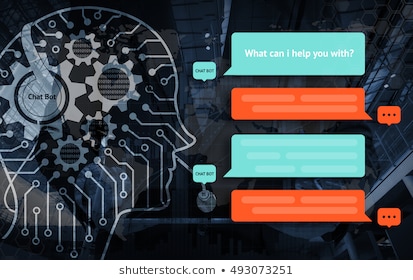 What can i help you with?
CHAT BOT
Chat Bot
CHAT BOT
shutterstock.com • 493073251